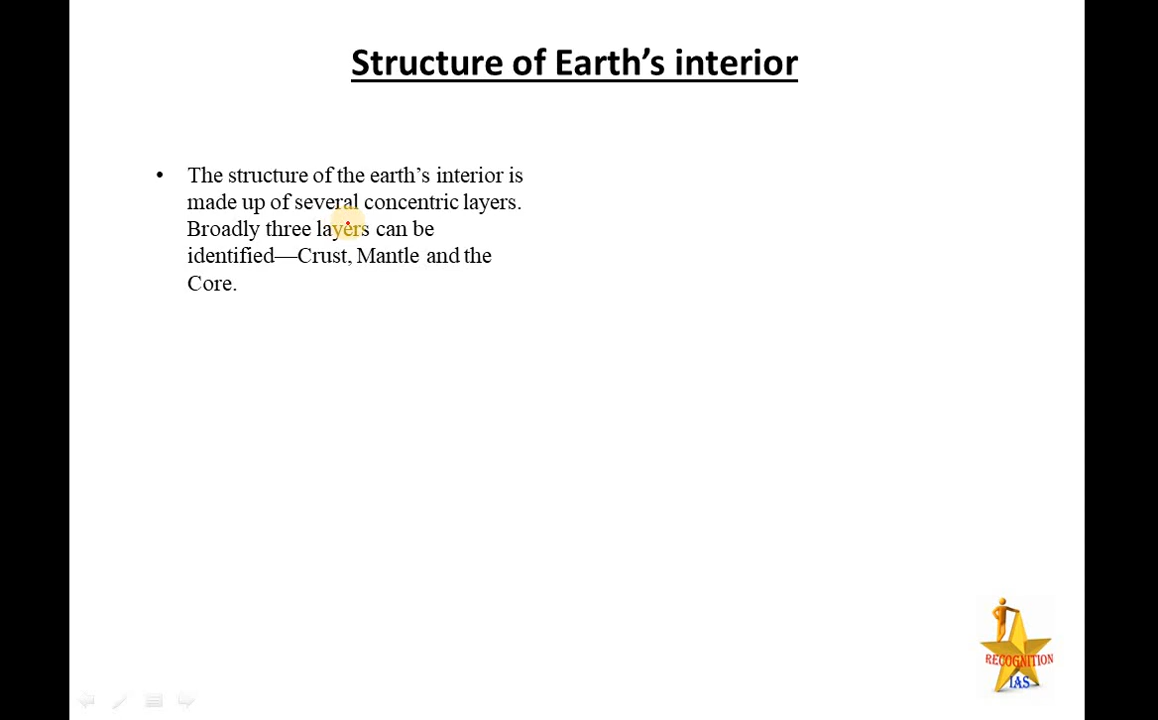 Structure of Earth’s interior
• The structure of the earth’s interior is
made up of several concentric layers.
Broadly three layers can be
identified—Crust, Mantle and the
Core.
RECOGNITION
IAS